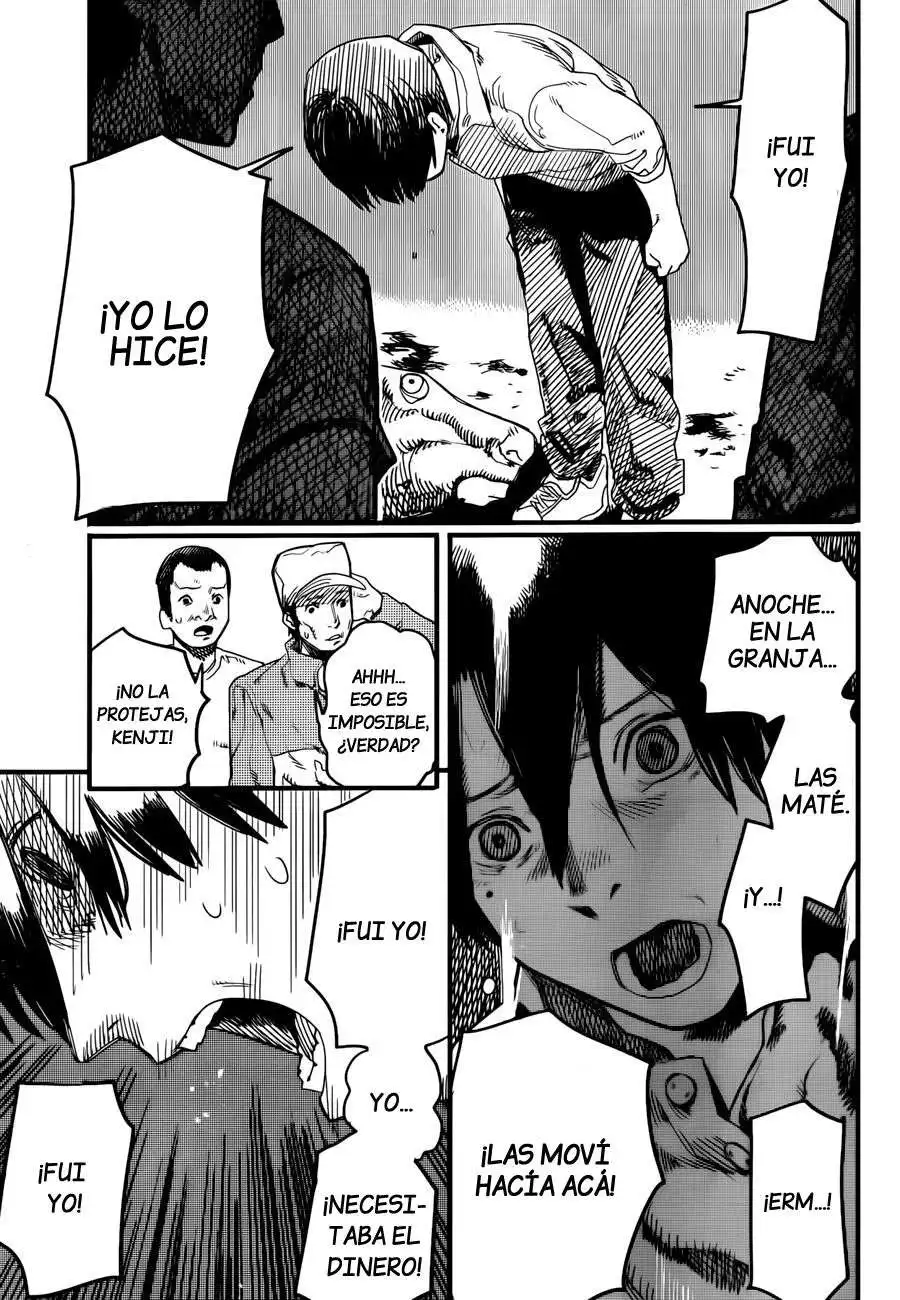 ¡FUI
YO!
¡YO LO
HICE!
ANOCHE...
EN LA
GRANJA...
LAS
MATÉ.
¡Y...!
¡ERM...!
¡LAS MOVÍ
HACÍA ACÁ!
AHHH...
ESO ES
IMPOSIBLE,
¿VERDAD?
¡NO LA
PROTEJAS,
KENJI!
¡FUI YO!
YO...
¡NECESI-
TABA EL
DINERO!
¡FUI
YO!